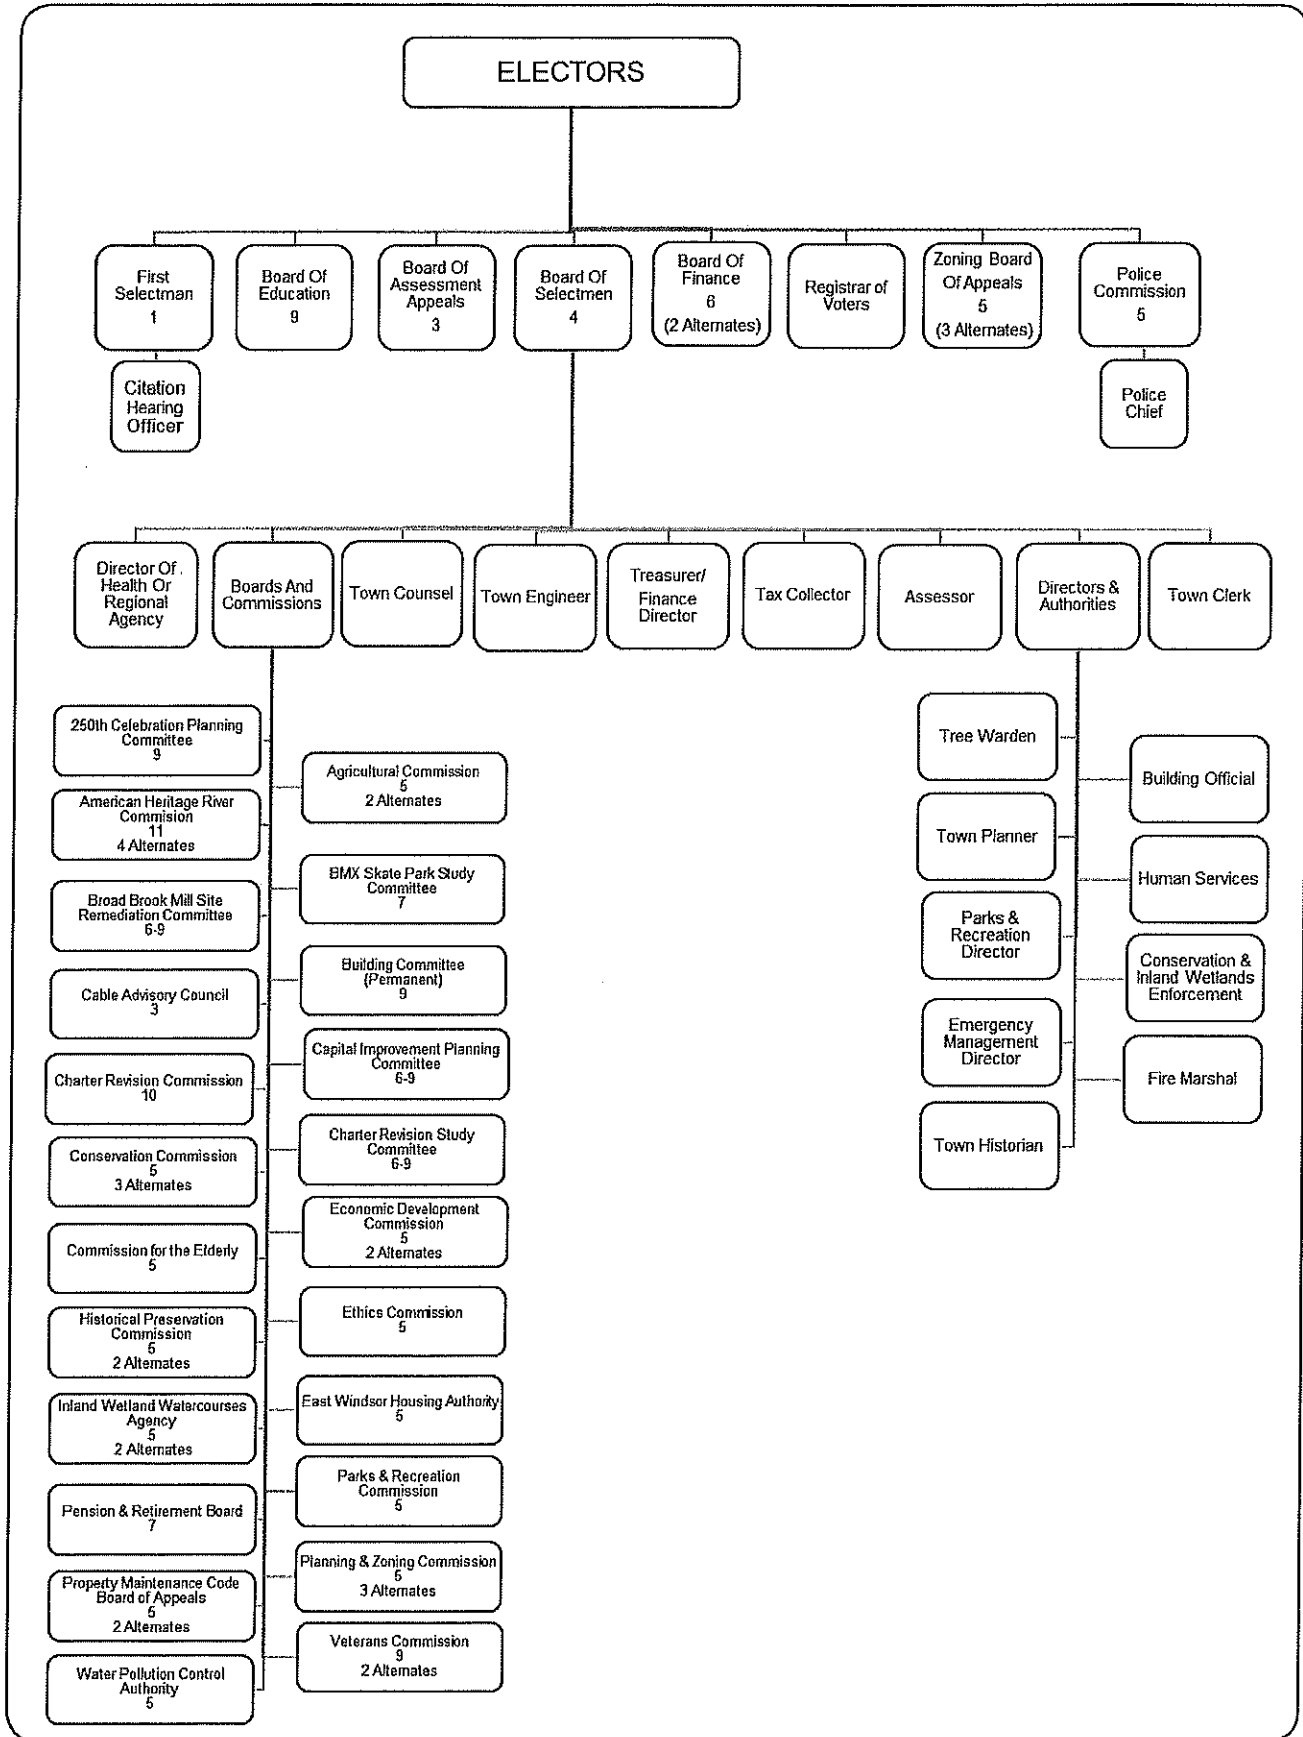 ELECTORS
First
Selectman
1
Board Of
Education
9
Board Of
Assessment
Appeals
3
Board Of
Selectmen
4
Board Of
Finance
6
(2 Alternates)
Registrar of
Voters
Zoning Board
Of Appeals
5
(3 Alternates)
Police
Commission
5
Citation
Hearing
Officer
Police
Chief
Director Of
Health Or
Regional
Agency
Boards And
Commissions
Town Counsel
Town Engineer
Treasurer/
Finance
Director
Tax Collector
Assessor
Directors &
Authorities
Town Clerk
250th Celebration Planning
Committee
9
American Heritage River
Commision
11
4 Alternates
Broad Brook Mill Site
Remediation Committee
6-9
Cable Advisory Council
3
Charter Revision Commission
10
Conservation Commission
5
3 Alternates
Commission for the Elderly
5
Historical Preservation
Commission
5
2 Alternates
Inland Wetland Watercourses
Agency
5
2 Alternates
Pension & Retirement Board
7
Property Maintenance Code
Board of Appeals
5
2 Alternates
Water Pollution Control
Authority
5
Agricultural Commission
5
2 Alternates
BMX Skate Park Study
Committee
7
Building Committee
(Permanent)
9
Capital Improvement Planning
Committee
6-9
Charter Revision Study
Committee
6-9
Economic Development
Commission
5
2 Alternates
Ethics Commission
5
East Windsor Housing Authority
5
Parks & Recreation
Commission
5
Planning & Zoning Commission
5
3 Alternates
Veterans Commission
9
2 Alternates
Tree Warden
Town Planner
Parks &
Recreation
Director
Emergency
Management
Director
Town Historian
Building Official
Human Services
Conservation &
Inland Wetlands
Enforcement
Fire Marshal